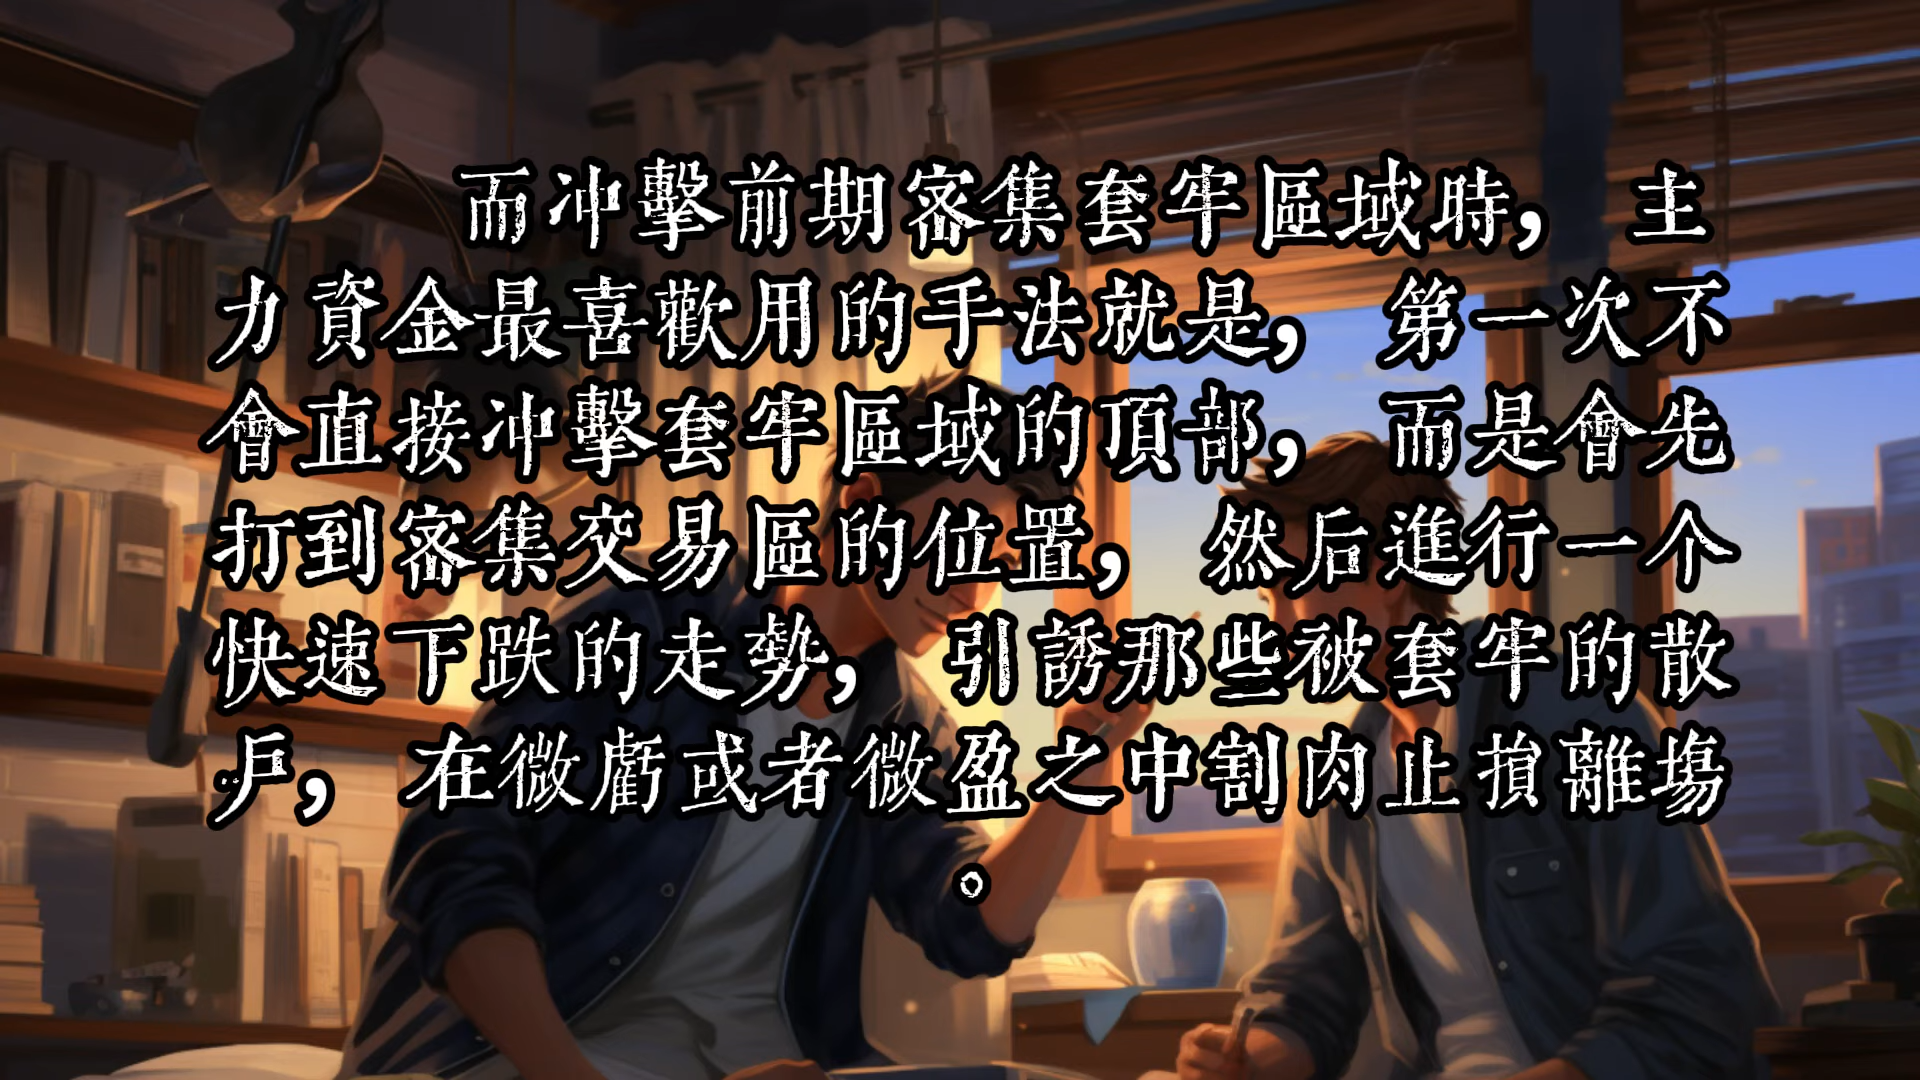 而冲擊前期密集套牢區域時，主
力資金最喜歡用的手法就是，第一次不
會直接冲擊套牢區域的頂部，而是會先
打到密集交易區的位置，然后進行一个
快速下跌的走勢，引誘那些被套牢的散
戶，在微虧或者微盈之中割肉止損離場
。